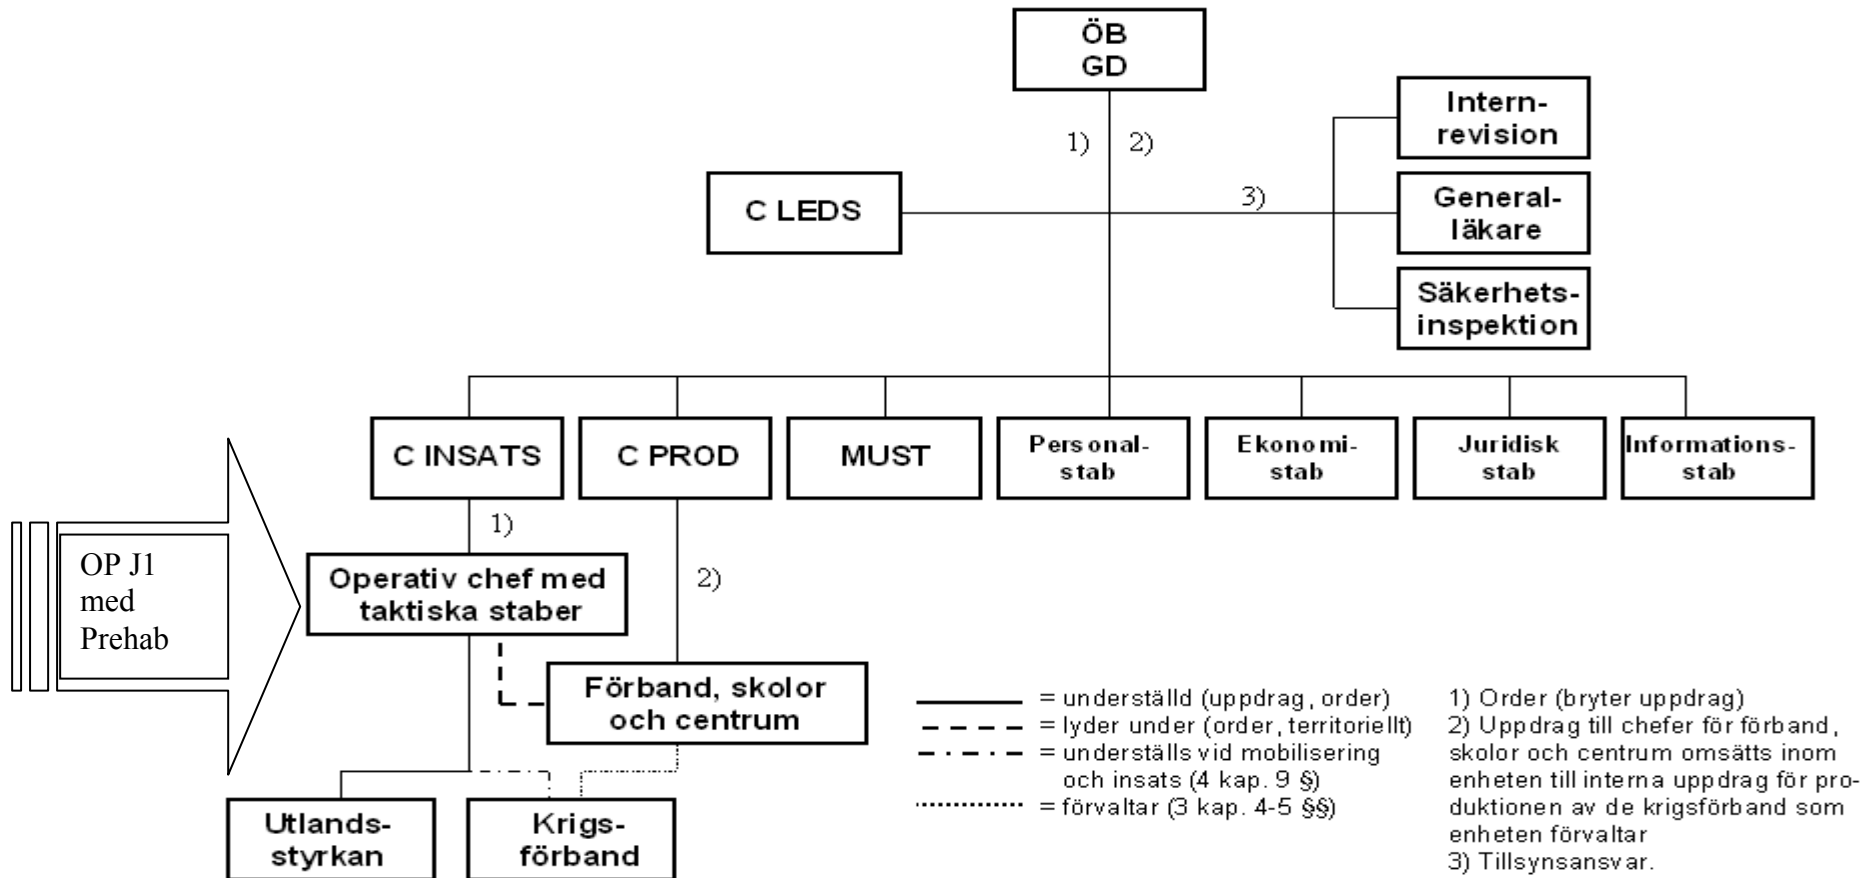 ÖB
GD
1)
2)
Intern-
revision
C LEDS
3)
General-
läkare
Säkerhets-
inspektion
C INSATS
C PROD
MUST
Personal-
stab
Ekonomi-
stab
Juridisk
stab
Informations-
stab
1)
OP J1
med
Prehab
Operativ chef med
taktiska staber
2)
Förband, skolor
och centrum
Utlands-
styrkan
Krigs-
förband
= underställd (uppdrag, order)
= lyder under (order, territoriellt)
= underställs vid mobilisering
och insats (4 kap. 9 §)
= förvaltar (3 kap. 4-5 §§)
1) Order (bryter uppdrag)
2) Uppdrag till chefer för förband,
skolor och centrum omsätts inom
enheten till interna uppdrag för pro-
duktionen av de krigsförband som
enheten förvaltar
3) Tillsynsansvar.